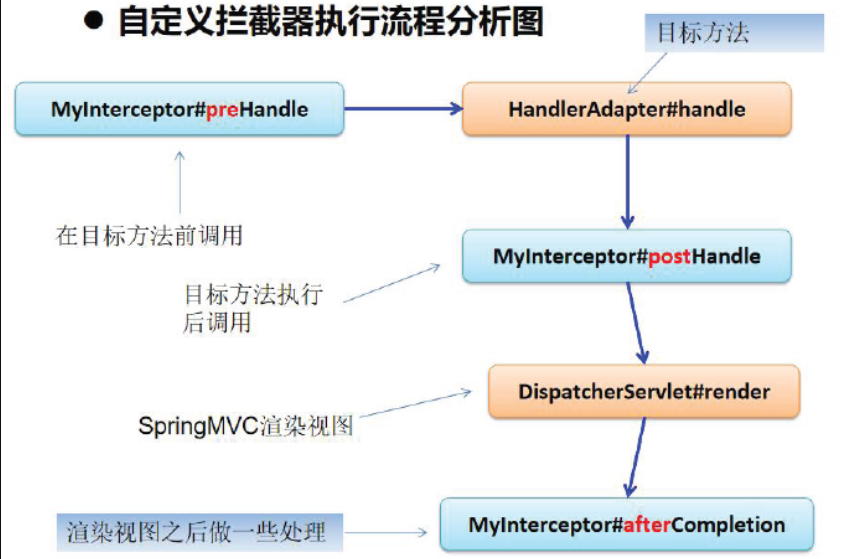 ● 自定义拦截器执行流程分析图
目标方法
MyInterceptor#preHandle
HandlerAdapter#handle
在目标方法前调用
MyInterceptor#postHandle
目标方法执行
后调用
DispatcherServlet#render
SpringMVC渲染视图
渲染视图之后做一些处理
MyInterceptor#afterCompletion